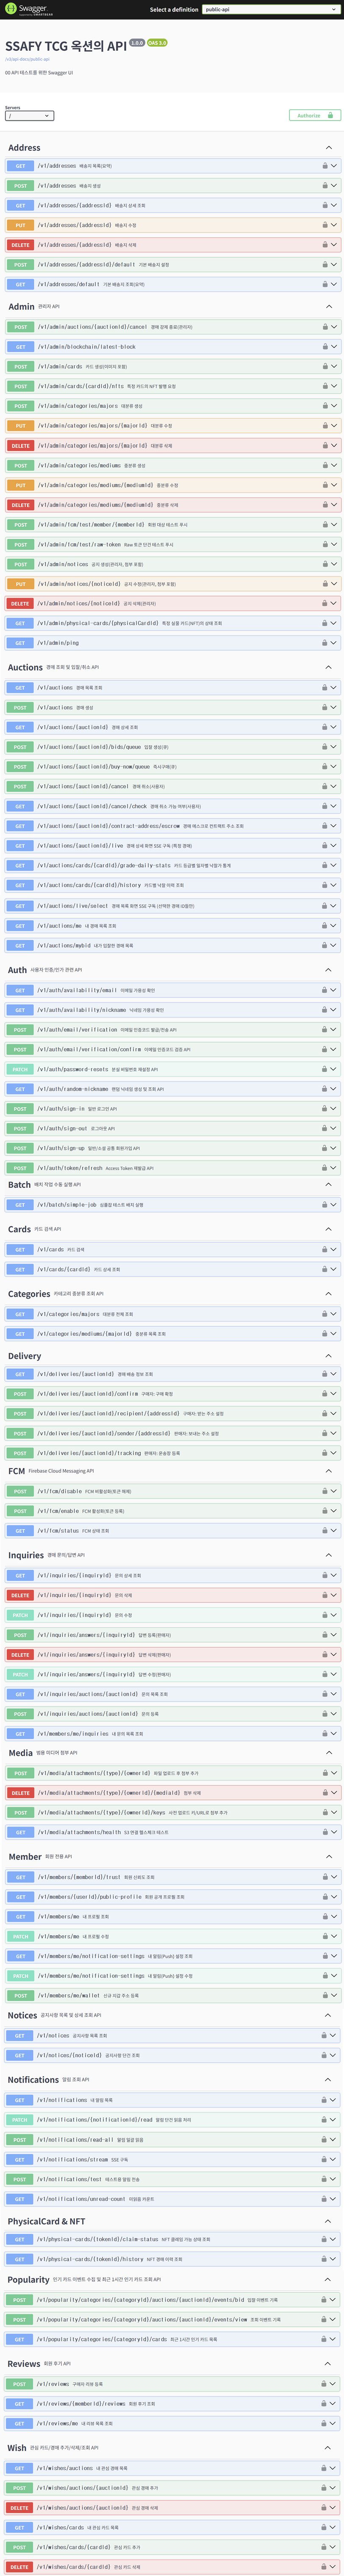 Swagger
Select a definition
public-api
SSAFY TCG 옥션의 API 1.0.0 OAS 3.0
/v3/api-docs/public-api
00 API 테스트를 위한 Swagger UI
Servers
/
Authorize
Address
GET /v1/addresses 배송지 목록(요약)
POST /v1/addresses 배송지 생성
GET /v1/addresses/{addressId} 배송지 상세 조회
PUT /v1/addresses/{addressId} 배송지 수정
DELETE /v1/addresses/{addressId} 배송지 삭제
POST /v1/addresses/{addressId}/default 기본 배송지 설정
GET /v1/addresses/default 기본 배송지 조회(요약)
Admin 관리자 API
POST /v1/admin/auctions/{auctionId}/cancel 경매 강제 종료(관리자)
GET /v1/admin/blockchain/latest-block
POST /v1/admin/cards 카드 생성(이미지 포함)
POST /v1/admin/cards/{cardId}/nfts 특정 카드의 NFT 발행 요청
POST /v1/admin/categories/majors 대분류 생성
PUT /v1/admin/categories/majors/{majorId} 대분류 수정
DELETE /v1/admin/categories/majors/{majorId} 대분류 삭제
POST /v1/admin/categories/mediums 중분류 생성
PUT /v1/admin/categories/mediums/{mediumId} 중분류 수정
DELETE /v1/admin/categories/mediums/{mediumId} 중분류 삭제
POST /v1/admin/fcm/test/member/{memberId} 회원 대상 테스트 푸시
POST /v1/admin/fcm/test/raw-token Raw 토큰 단건 테스트 푸시
POST /v1/admin/notices 공지 생성(관리자, 첨부 포함)
PUT /v1/admin/notices/{noticeId} 공지 수정(관리자, 첨부 포함)
DELETE /v1/admin/notices/{noticeId} 공지 삭제(관리자)
GET /v1/admin/physical-cards/{physicalCardId} 특정 실물 카드(NFT)의 상태 조회
GET /v1/admin/ping
Auctions 경매 조회 및 입찰/취소 API
GET /v1/auctions 경매 목록 조회
POST /v1/auctions 경매 생성
GET /v1/auctions/{auctionId} 경매 상세 조회
POST /v1/auctions/{auctionId}/bids/queue 입찰 생성(큐)
POST /v1/auctions/{auctionId}/buy-now/queue 즉시구매(큐)
POST /v1/auctions/{auctionId}/cancel 경매 취소(사용자)
GET /v1/auctions/{auctionId}/cancel/check 경매 취소 가능 여부(사용자)
GET /v1/auctions/{auctionId}/contract-address/escrow 경매 에스크로 컨트랙트 주소 조회
GET /v1/auctions/{auctionId}/live 경매 상세 화면 SSE 구독 (특정 경매)
GET /v1/auctions/cards/{cardId}/grade-daily-stats 카드 등급별 일자별 낙찰가 통계
GET /v1/auctions/cards/{cardId}/history 카드별 낙찰 이력 조회
GET /v1/auctions/live/select 경매 목록 화면 SSE 구독 (선택한 경매 ID들만)
GET /v1/auctions/me 내 경매 목록 조회
GET /v1/auctions/mybid 내가 입찰한 경매 목록
Auth 사용자 인증/인가 관련 API
GET /v1/auth/availability/email 이메일 가용성 확인
GET /v1/auth/availability/nickname 닉네임 가용성 확인
POST /v1/auth/email/verification 이메일 인증코드 발급/전송 API
POST /v1/auth/email/verification/confirm 이메일 인증코드 검증 API
PATCH /v1/auth/password-resets 분실 비밀번호 재설정 API
GET /v1/auth/random-nickname 랜덤 닉네임 생성 및 조회 API
POST /v1/auth/sign-in 일반 로그인 API
POST /v1/auth/sign-out 로그아웃 API
POST /v1/auth/sign-up 일반/소셜 공통 회원가입 API
POST /v1/auth/token/refresh Access Token 재발급 API
Batch 배치 작업 수동 실행 API
GET /v1/batch/simple-job 심플잡 테스트 배치 실행
Cards 카드 검색 API
GET /v1/cards 카드 검색
GET /v1/cards/{cardId} 카드 상세 조회
Categories 카테고리 중분류 조회 API
GET /v1/categories/majors 대분류 전체 조회
GET /v1/categories/mediums/{majorId} 중분류 목록 조회
Delivery
GET /v1/deliveries/{auctionId} 경매 배송 정보 조회
POST /v1/deliveries/{auctionId}/confirm 구매자: 구매 확정
POST /v1/deliveries/{auctionId}/recipient/{addressId} 구매자: 받는 주소 설정
POST /v1/deliveries/{auctionId}/sender/{addressId} 판매자: 보내는 주소 설정
POST /v1/deliveries/{auctionId}/tracking 판매자: 운송장 등록
FCM Firebase Cloud Messaging API
POST /v1/fcm/disable FCM 비활성화(토큰 해제)
POST /v1/fcm/enable FCM 활성화(토큰 등록)
GET /v1/fcm/status FCM 상태 조회
Inquiries 경매 문의/답변 API
GET /v1/inquiries/{inquiryId} 문의 상세 조회
DELETE /v1/inquiries/{inquiryId} 문의 삭제
PATCH /v1/inquiries/{inquiryId} 문의 수정
POST /v1/inquiries/answers/{inquiryId} 답변 등록(판매자)
DELETE /v1/inquiries/answers/{inquiryId} 답변 삭제(판매자)
PATCH /v1/inquiries/answers/{inquiryId} 답변 수정(판매자)
GET /v1/inquiries/auctions/{auctionId} 문의 목록 조회
POST /v1/inquiries/auctions/{auctionId} 문의 등록
GET /v1/members/me/inquiries 내 문의 목록 조회
Media 범용 미디어 첨부 API
POST /v1/media/attachments/{type}/{ownerId} 파일 업로드 후 첨부 추가
DELETE /v1/media/attachments/{type}/{ownerId}/{mediaId} 첨부 삭제
POST /v1/media/attachments/{type}/{ownerId}/keys 사전 업로드 키/URL로 첨부 추가
GET /v1/media/attachments/health S3 연결 헬스체크 테스트
Member 회원 전용 API
GET /v1/members/{memberId}/trust 회원 신뢰도 조회
GET /v1/members/{userId}/public-profile 회원 공개 프로필 조회
GET /v1/members/me 내 프로필 조회
PATCH /v1/members/me 내 프로필 수정
GET /v1/members/me/notification-settings 내 알림(Push) 설정 조회
PATCH /v1/members/me/notification-settings 내 알림(Push) 설정 수정
POST /v1/members/me/wallet 신규 지갑 주소 등록
Notices 공지사항 목록 및 상세 조회 API
GET /v1/notices 공지사항 목록 조회
GET /v1/notices/{noticeId} 공지사항 단건 조회
Notifications 알림 조회 API
GET /v1/notifications 내 알림 목록
PATCH /v1/notifications/{notificationId}/read 알림 단건 읽음 처리
POST /v1/notifications/read-all 알림 일괄 읽음
GET /v1/notifications/stream SSE 구독
POST /v1/notifications/test 테스트용 알림 전송
GET /v1/notifications/unread-count 미읽음 카운트
PhysicalCard & NFT
GET /v1/physical-cards/{tokenId}/claim-status NFT 클레임 가능 상태 조회
GET /v1/physical-cards/{tokenId}/history NFT 경매 이력 조회
Popularity 인기 카드 이벤트 수집 및 최근 1시간 인기 카드 조회 API
POST /v1/popularity/categories/{categoryId}/auctions/{auctionId}/events/bid 입찰 이벤트 기록
POST /v1/popularity/categories/{categoryId}/auctions/{auctionId}/events/view 조회 이벤트 기록
GET /v1/popularity/categories/{categoryId}/cards 최근 1시간 인기 카드 목록
Reviews 회원 후기 API
POST /v1/reviews 구매자 리뷰 등록
GET /v1/reviews/{memberId}/reviews 회원 후기 조회
GET /v1/reviews/me 내 리뷰 목록 조회
Wish 관심 카드/경매 추가/삭제/조회 API
GET /v1/wishes/auctions 내 관심 경매 목록
POST /v1/wishes/auctions/{auctionId} 관심 경매 추가
DELETE /v1/wishes/auctions/{auctionId} 관심 경매 삭제
GET /v1/wishes/cards 내 관심 카드 목록
POST /v1/wishes/cards/{cardId} 관심 카드 추가
DELETE /v1/wishes/cards/{cardId} 관심 카드 삭제